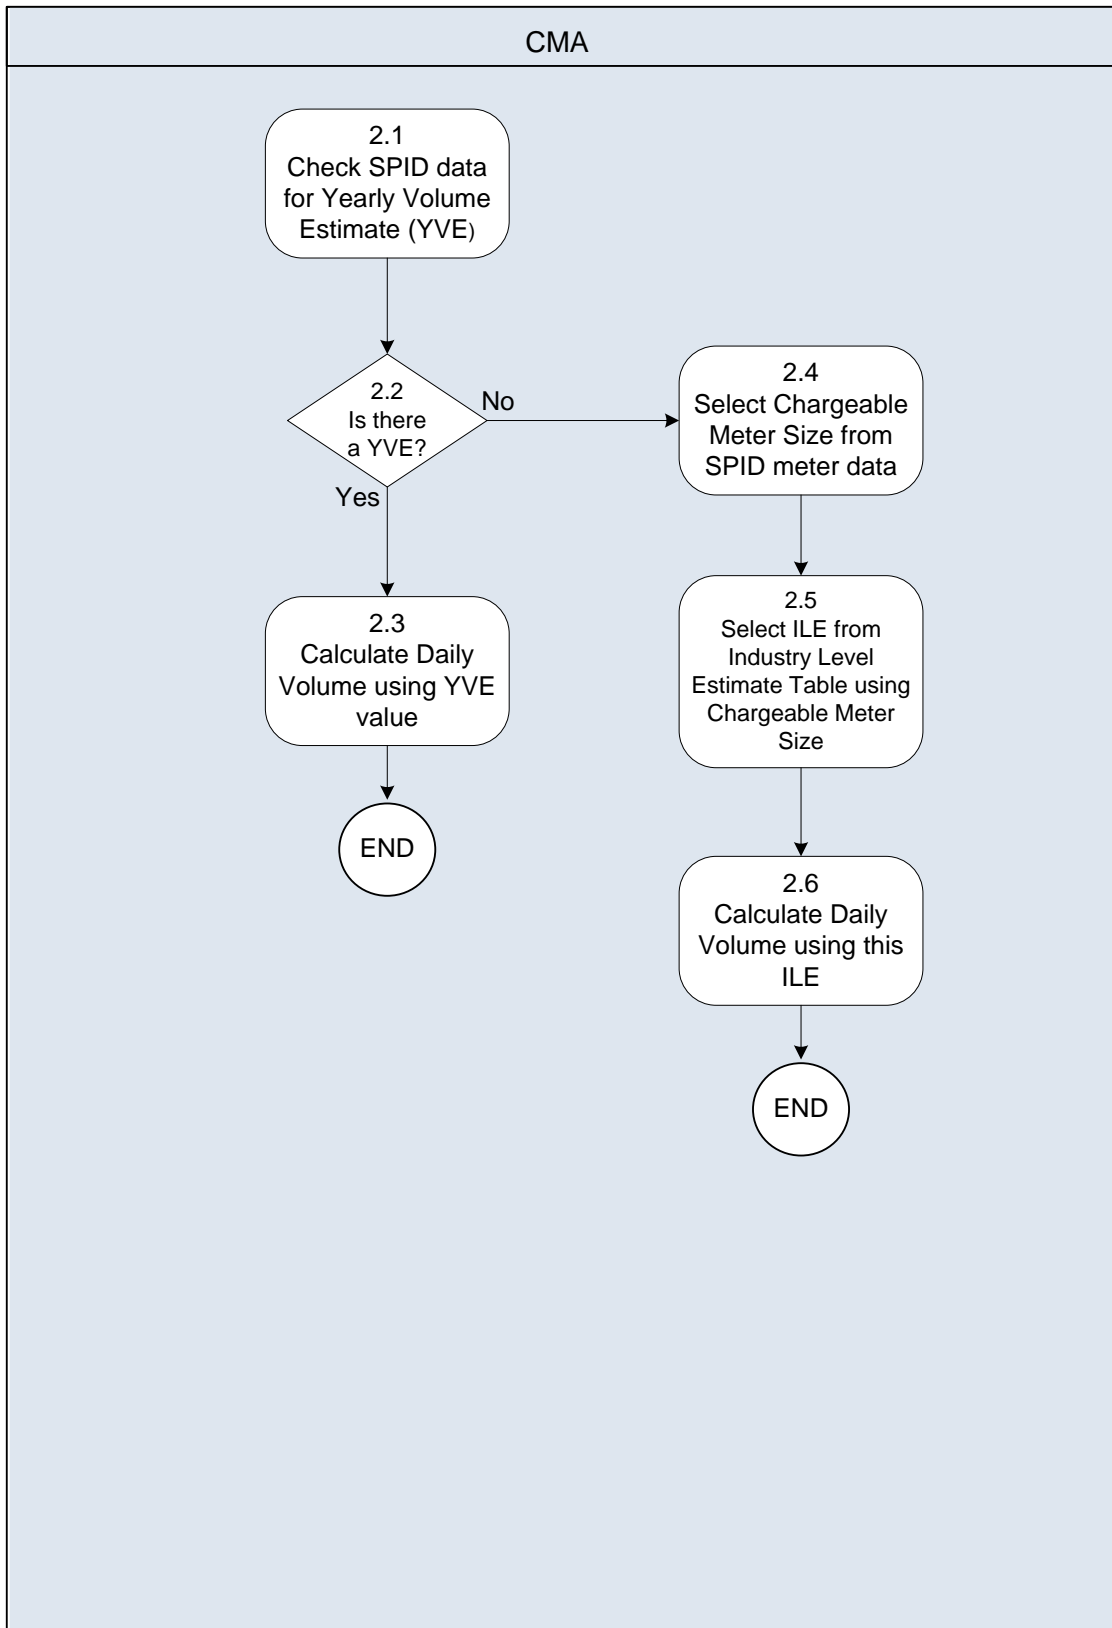 CMA
2.1
Check SPID data
for Yearly Volume
Estimate (YVE)
2.2
Is there
a YVE?
No
Yes
2.3
Calculate Daily
Volume using YVE
value
END
2.4
Select Chargeable
Meter Size from
SPID meter data
2.5
Select ILE from
Industry Level
Estimate Table using
Chargeable Meter
Size
2.6
Calculate Daily
Volume using this
ILE
END